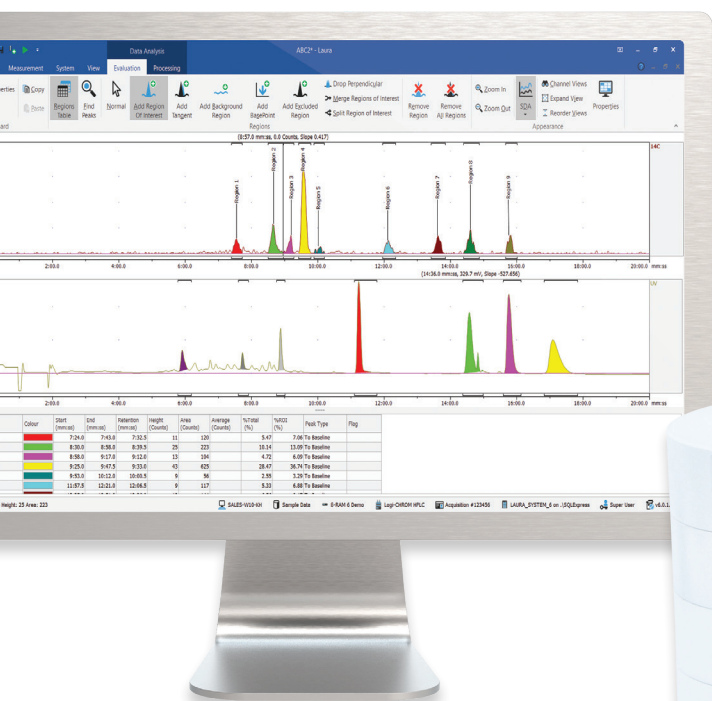 Data Analysis
ABC2* - Laura
Measurement System View Evaluation Processing
Copy
Paste
Regions Table
Find Peaks
Normal
Add Region Of Interest
Add Tangent
Add Background Region
Add BasePoint
Add Excluded Region
Drop Perpendicular
Merge Regions of Interest
Split Region of Interest
Remove Region
Remove All Regions
Zoom In
Zoom Out
SDA
Channel Views
Expand View
Reorder Views
Properties
Regions
Appearance
(8:57.0 mm:ss, 0.0 Counts, Slope 0.417)
14C
Region 1
Region 2
Region 3
Region 4
Region 5
Region 6
Region 7
Region 8
Region 9
2:00.0 4:00.0 6:00.0 8:00.0 10:00.0 12:00.0 14:00.0 16:00.0 18:00.0 20:00.0 mm:ss
(14:36.0 mm:ss, 329.7 mV, Slope -527.656)
UV
2:00.0 4:00.0 6:00.0 8:00.0 10:00.0 12:00.0 14:00.0 16:00.0 18:00.0 20:00.0 mm:ss
Colour Start (mm:ss) End (mm:ss) Retention (mm:ss) Height (Counts) Area (Counts) Average (Counts) %Total (%) %ROI (%) Peak Type Flag
7:24.0 7:43.0 7:32.5 11 120 5.47 7.06 To Baseline
8:30.0 8:58.0 8:39.5 25 223 10.14 13.09 To Baseline
8:58.0 9:17.0 9:12.0 13 104 4.72 6.09 To Baseline
9:25.0 9:47.5 9:33.0 43 625 28.47 36.74 To Baseline
9:53.0 10:12.0 10:03.5 9 56 2.55 3.29 To Baseline
11:57.5 12:21.0 12:06.5 9 117 5.33 6.88 To Baseline
Height: 25 Area: 223
SALES-W10-KH
Sample Data
Logi-CHROM HPLC
Acquisition #123456
LAURA_SYSTEM_6 on .\SQLExpress
Super User
v6.0.1.